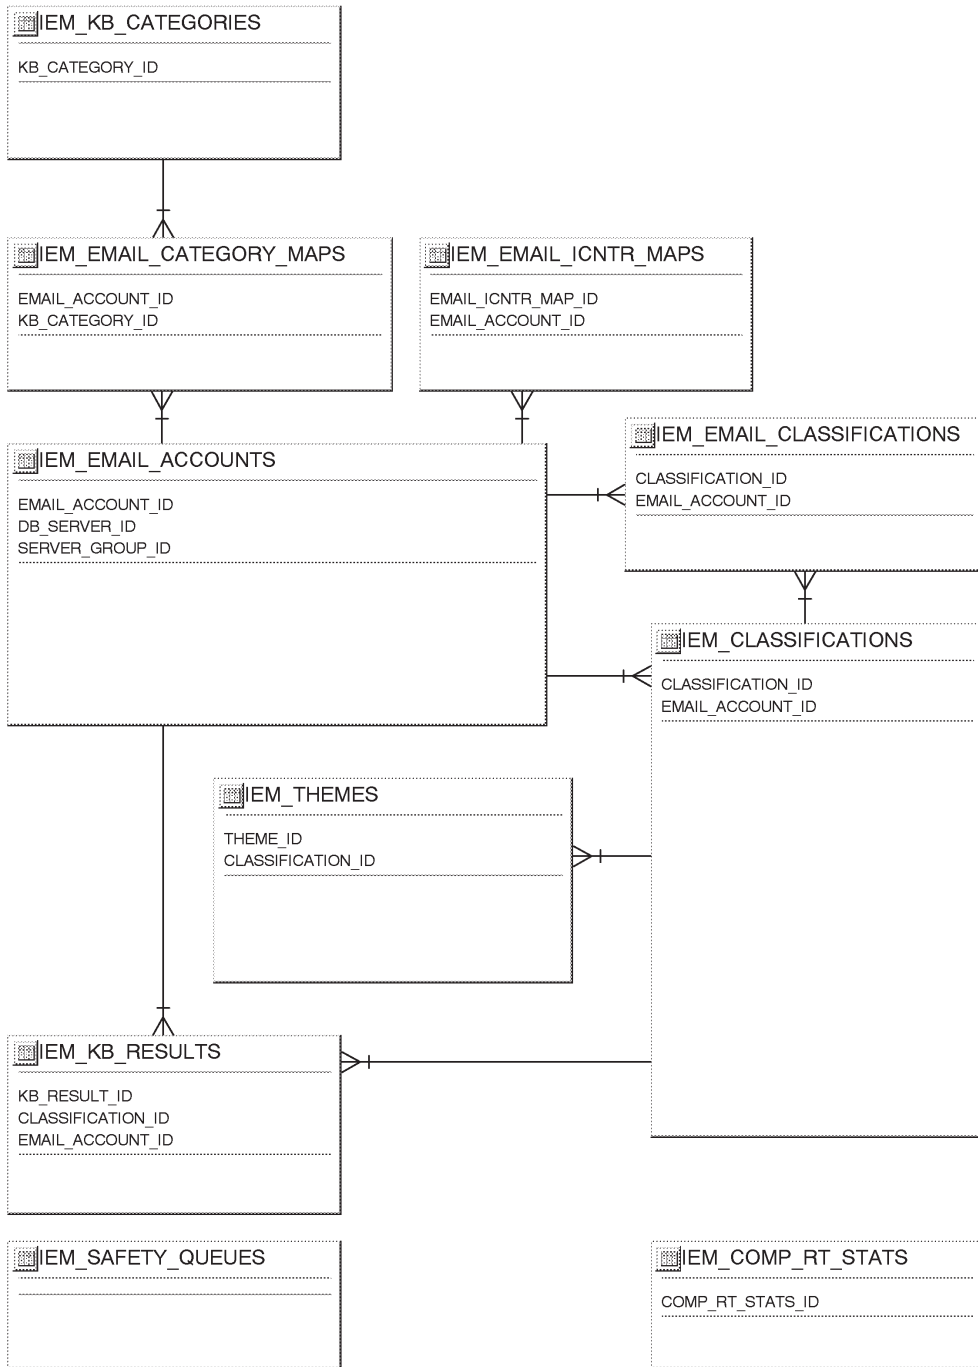 IEM_KB_CATEGORIES
KB_CATEGORY_ID
IEM_EMAIL_CATEGORY_MAPS
EMAIL_ACCOUNT_ID
KB_CATEGORY_ID
IEM_EMAIL_ICNTR_MAPS
EMAIL_ICNTR_MAP_ID
EMAIL_ACCOUNT_ID
IEM_EMAIL_CLASSIFICATIONS
CLASSIFICATION_ID
EMAIL_ACCOUNT_ID
IEM_EMAIL_ACCOUNTS
EMAIL_ACCOUNT_ID
DB_SERVER_ID
SERVER_GROUP_ID
IEM_CLASSIFICATIONS
CLASSIFICATION_ID
EMAIL_ACCOUNT_ID
IEM_THEMES
THEME_ID
CLASSIFICATION_ID
IEM_KB_RESULTS
KB_RESULT_ID
CLASSIFICATION_ID
EMAIL_ACCOUNT_ID
IEM_SAFETY_QUEUES
IEM_COMP_RT_STATS
COMP_RT_STATS_ID